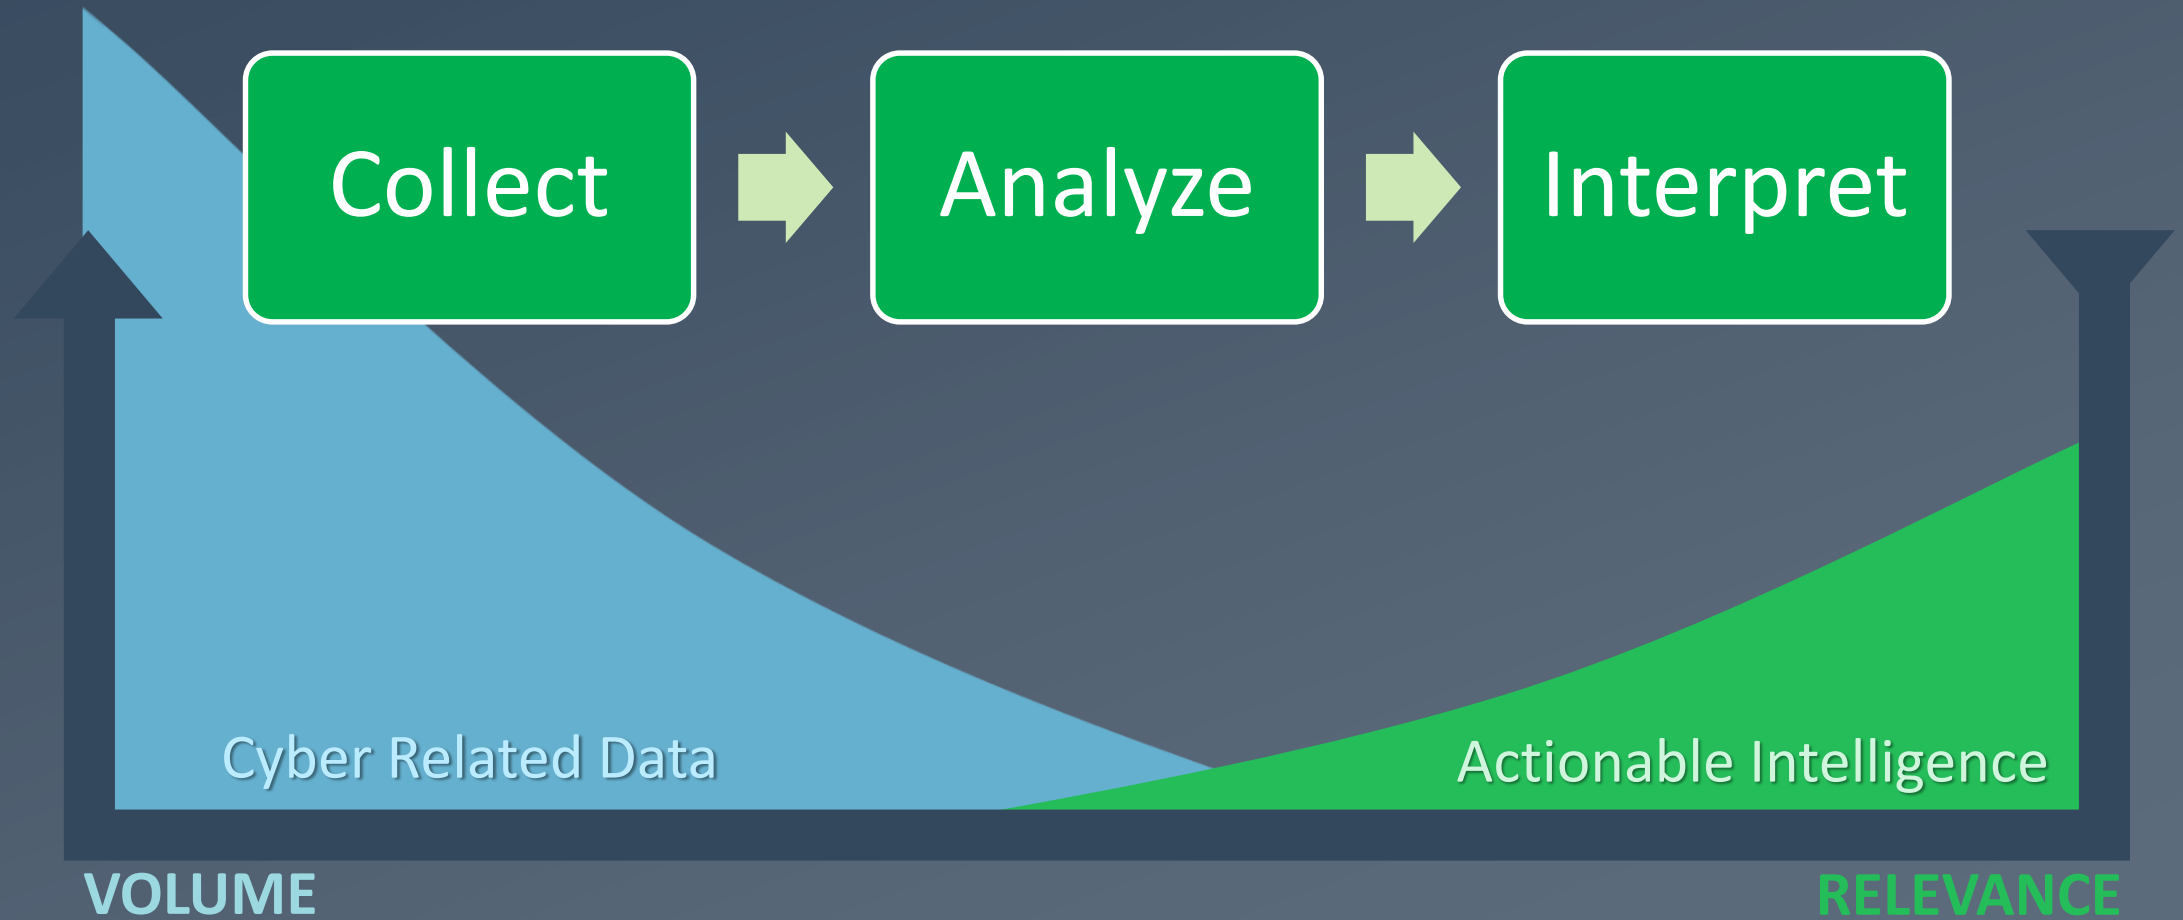 Collect
Analyze
Interpret
Cyber Related Data
Actionable Intelligence
VOLUME
RELEVANCE